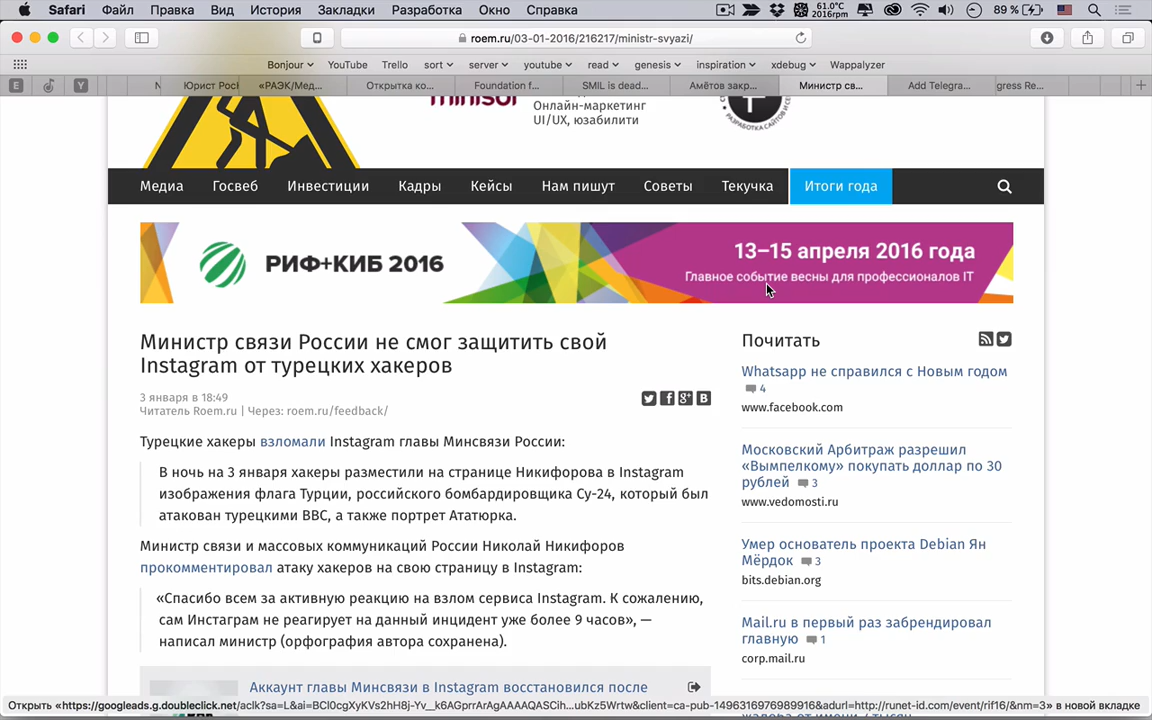 Safari Файл Правка Вид История Закладки Разработка Окно Справка 61.0°C 2016rpm 89 %
roem.ru/03-01-2016/216217/ministr-svyazi/
Bonjour YouTube Trello sort server youtube read genesis inspiration xdebug Wappalyzer
E Y Юрист Росі «РАЭК/Мед... Открытка ко... Foundation f... SMIL is dead... Амётов закр... Министр св... Add Telegra... gress Re...
Онлайн-маркетинг
UI/UX, юзабилити
Медиа Госвеб Инвестиции Кадры Кейсы Нам пишут Советы Текучка Итоги года
РИФ+КИБ 2016
13–15 апреля 2016 года
Главное событие весны для профессионалов IT
Министр связи России не смог защитить свой
Instagram от турецких хакеров
3 января в 18:49
Читатель Roem.ru | Через: roem.ru/feedback/
Турецкие хакеры взломали Instagram главы Минсвязи России:
В ночь на 3 января хакеры разместили на странице Никифорова в Instagram
изображения флага Турции, российского бомбардировщика Су-24, который был
атакован турецкими ВВС, а также портрет Ататюрка.
Министр связи и массовых коммуникаций России Николай Никифоров
прокомментировал атаку хакеров на свою страницу в Instagram:
«Спасибо всем за активную реакцию на взлом сервиса Instagram. К сожалению,
сам Инстаграм не реагирует на данный инцидент уже более 9 часов», —
написал министр (орфография автора сохранена).
Аккаунт главы Минсвязи в Instagram восстановился после
Почитать
Whatsapp не справился с Новым годом
4
www.facebook.com
Московский Арбитраж разрешил
«Вымпелкому» покупать доллар по 30
рублей 3
www.vedomosti.ru
Умер основатель проекта Debian Ян
Мёрдок 3
bits.debian.org
Mail.ru в первый раз забрендировал
главную 1
corp.mail.ru
Открыть «https://googleads.g.doubleclick.net/aclk?sa=L&ai=BCl0cgXyKVs2hH8j-Yv__k6AGprrArAgAAAAQASCih...ubKz5Wrtw&client=ca-pub-1496316976989916&adurl=http://runet-id.com/event/rif16/&nm=3» в новой вкладке